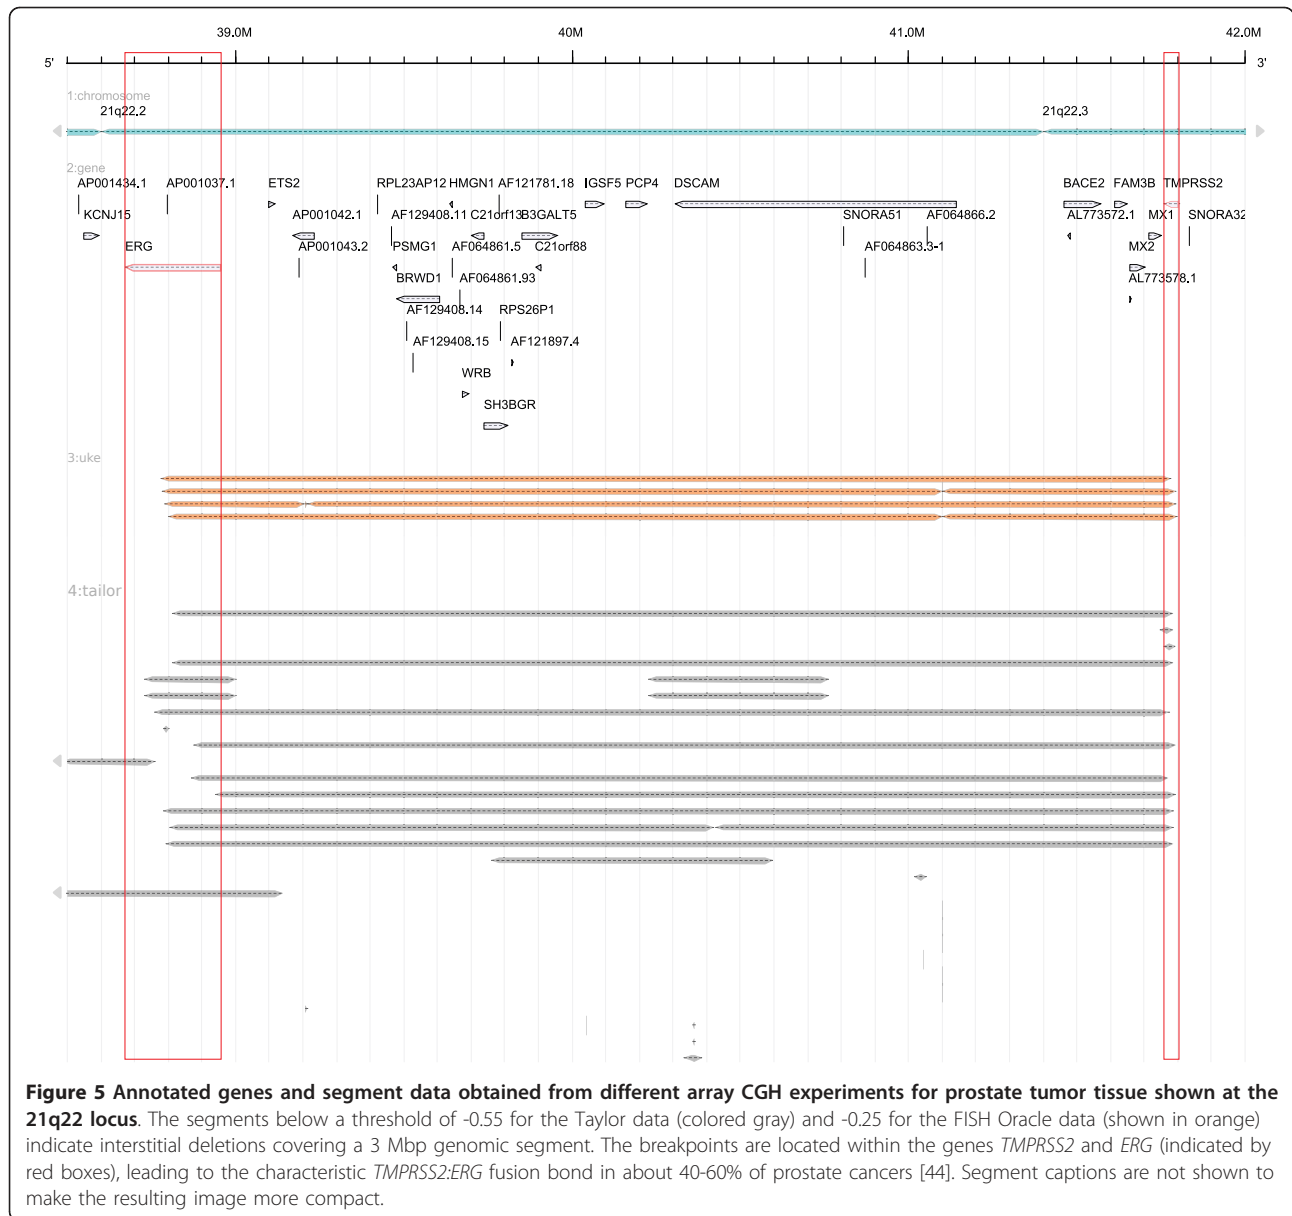 39.0M 40M 41.0M 42.0M
5' 3'
1:chromosome
21q22.2 21q22.3
2:gene
AP001434.1 AP001037.1 ETS2 RPL23AP12 HMGN1 AF121781.18 IGSF5 PCP4 DSCAM BACE2 FAM3B TMPRSS2
KCNJ15 AP001042.1 AF129408.11 C21orf13 B3GALT5 SNORA51 AF064866.2 AL773572.1 MX1 SNORA32
ERG AP001043.2 PSMG1 AF064861.5 C21orf88 AF064863.3-1 MX2
BRWD1 AF064861.93 AL773578.1
AF129408.14 RPS26P1
AF129408.15 AF121897.4
WRB
SH3BGR
3:uke
4:tailor
Figure 5 Annotated genes and segment data obtained from different array CGH experiments for prostate tumor tissue shown at the
21q22 locus. The segments below a threshold of -0.55 for the Taylor data (colored gray) and -0.25 for the FISH Oracle data (shown in orange)
indicate interstitial deletions covering a 3 Mbp genomic segment. The breakpoints are located within the genes TMPRSS2 and ERG (indicated by
red boxes), leading to the characteristic TMPRSS2:ERG fusion bond in about 40-60% of prostate cancers [44]. Segment captions are not shown to
make the resulting image more compact.